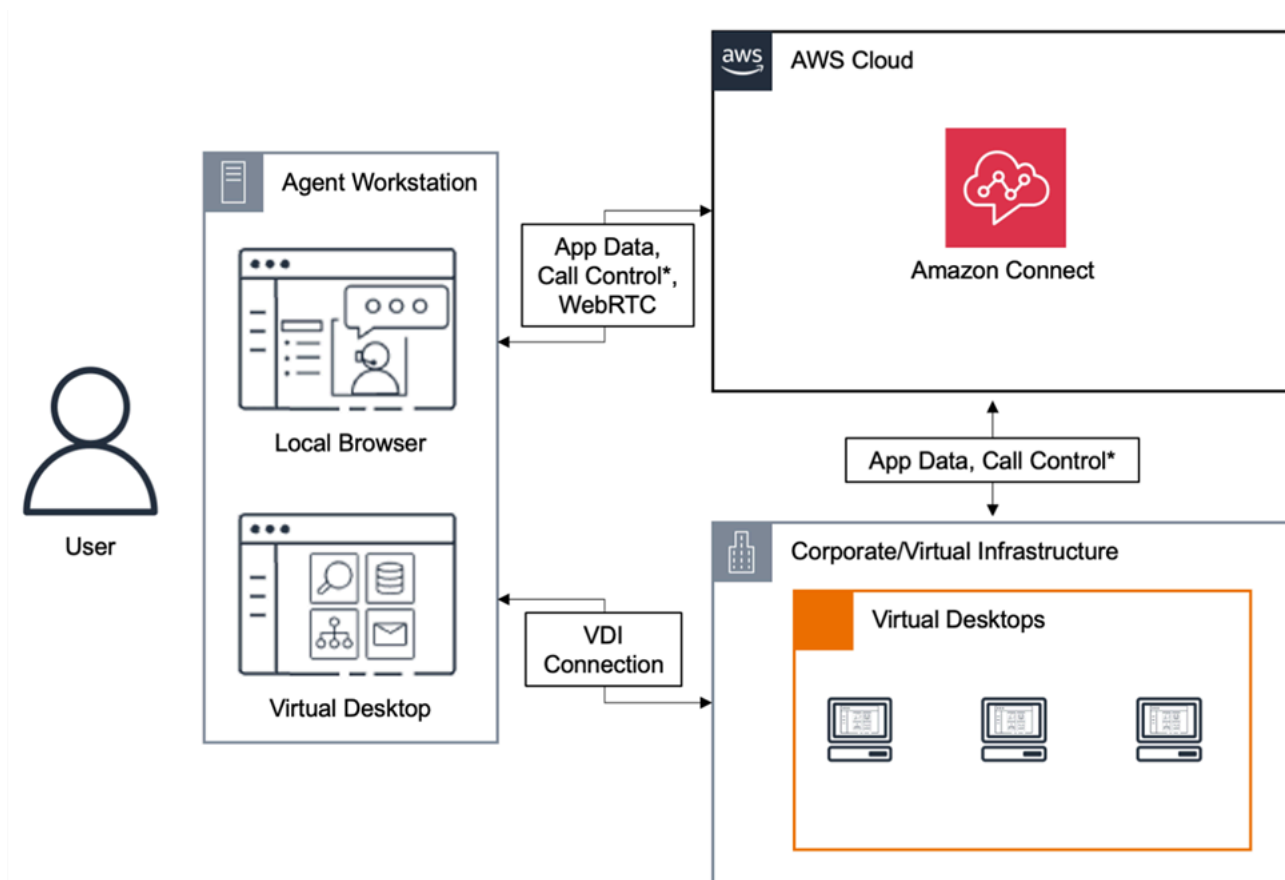 aws
AWS Cloud
Amazon Connect
Agent Workstation
App Data,
Call Control*,
WebRTC
Local Browser
User
App Data, Call Control*
Corporate/Virtual Infrastructure
Virtual Desktops
VDI
Connection
Virtual Desktop